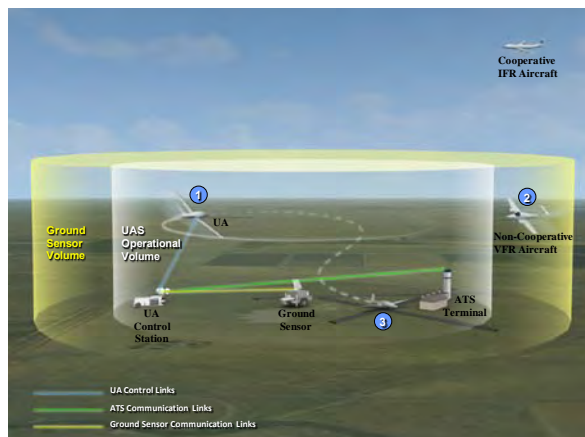 Cooperative
IFR Aircraft
1
2
UA
Ground
Sensor
Volume
UAS
Operational
Volume
Non-Cooperative
VFR Aircraft
UA
Control
Station
Ground
Sensor
3
ATS
Terminal
UA Control Links
ATS Communication Links
Ground Sensor Communication Links